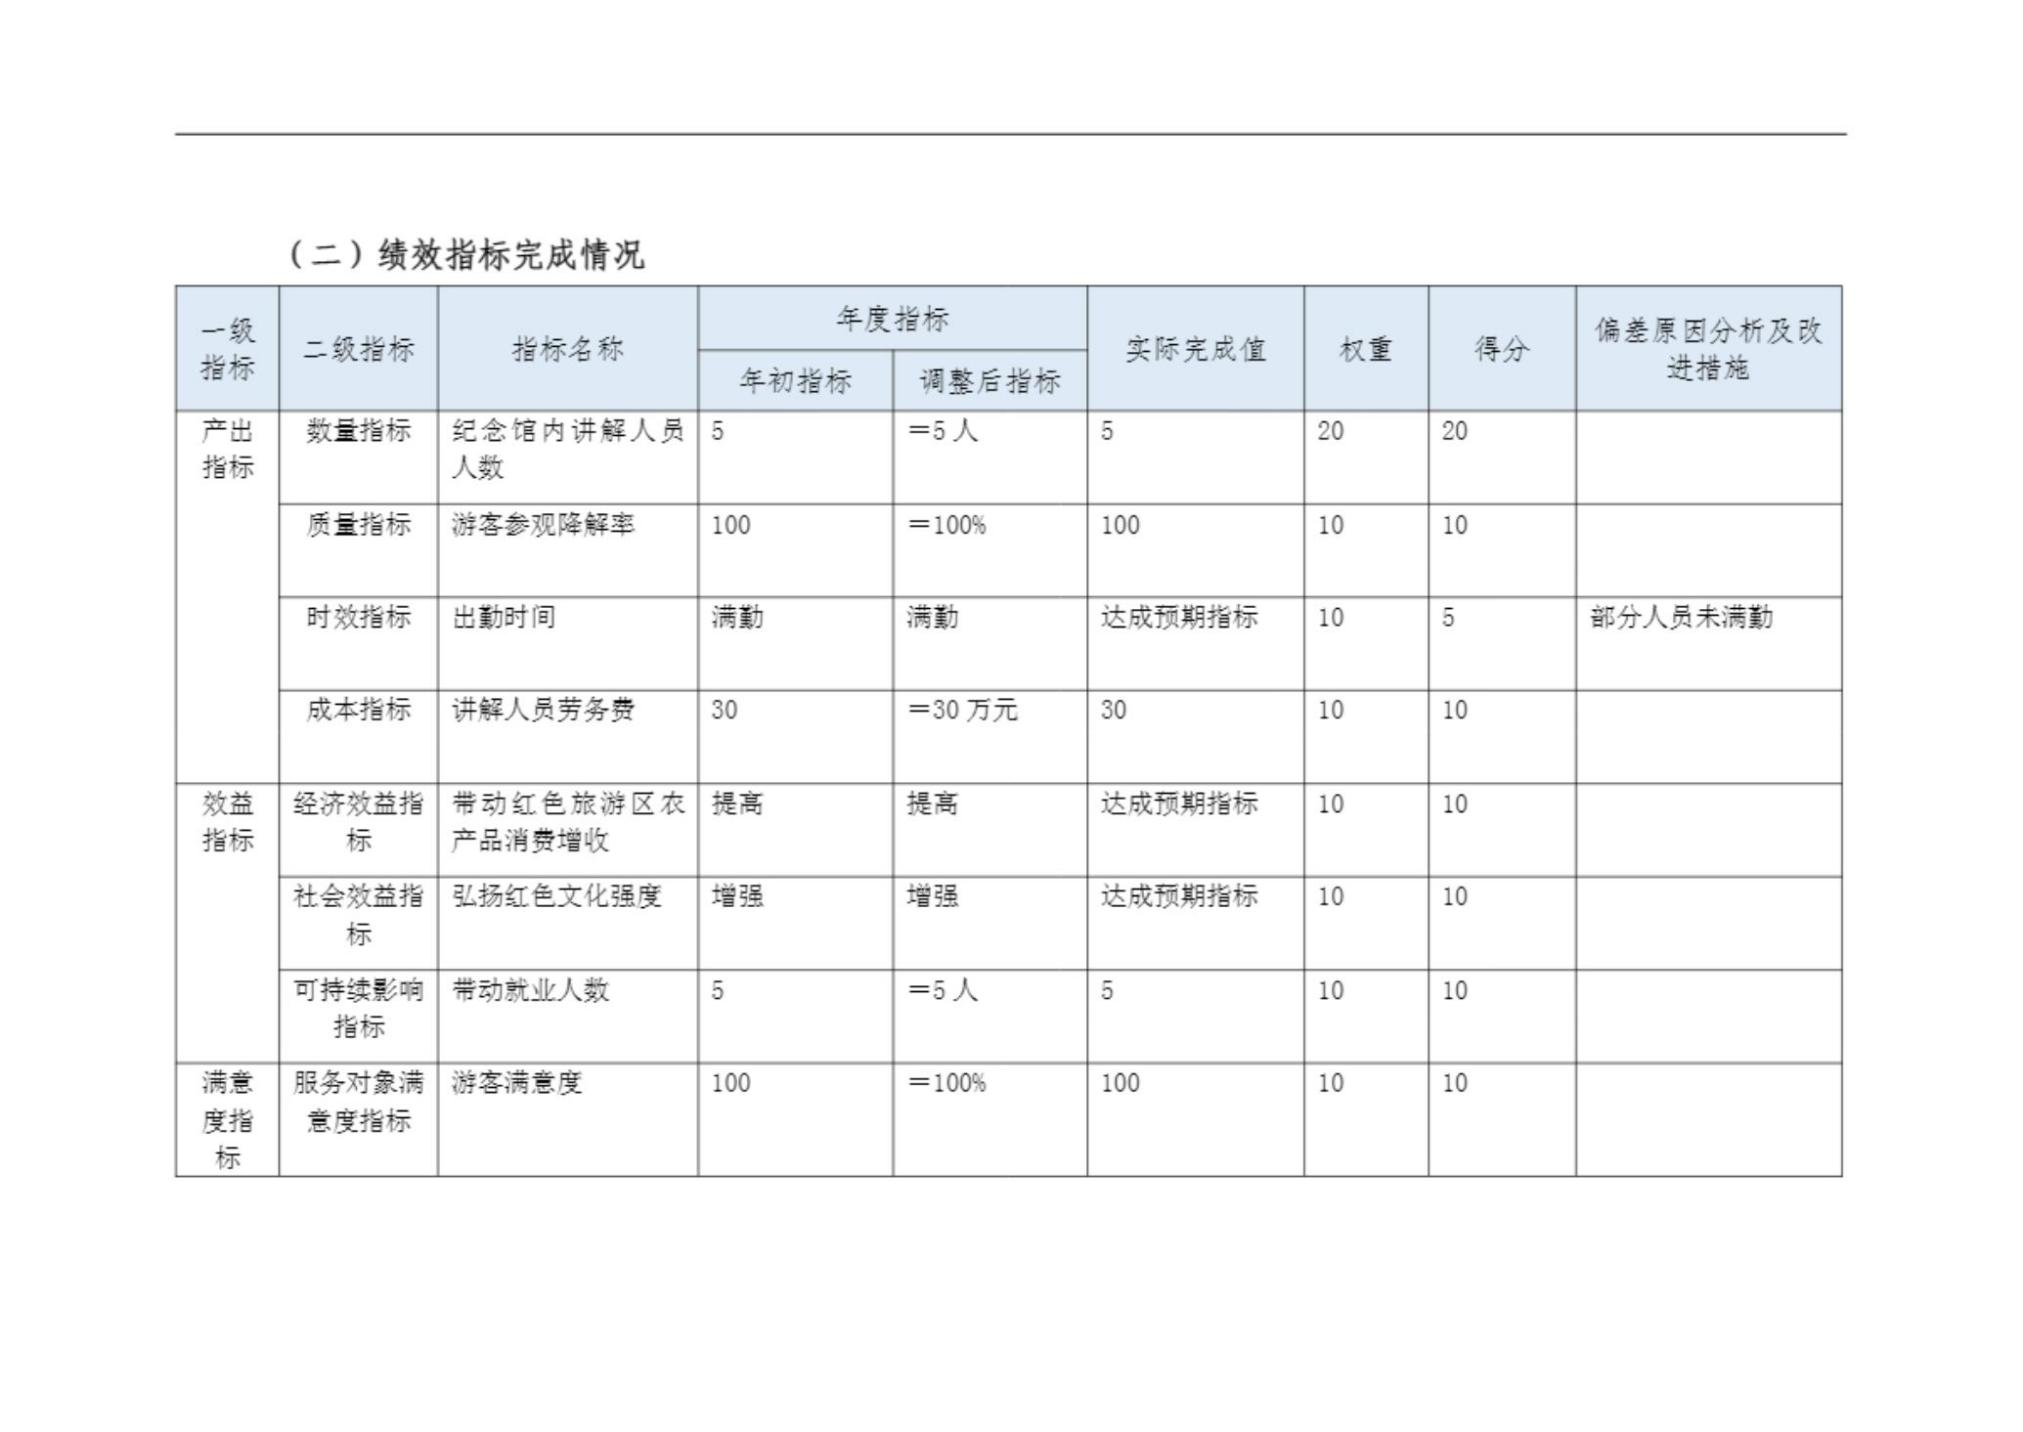 （二）绩效指标完成情况
一级指标 二级指标 指标名称 年度指标 实际完成值 权重 得分 偏差原因分析及改进措施
年初指标 调整后指标
产出指标 数量指标 纪念馆内讲解人员人数 5 =5人 5 20 20
质量指标 游客参观降解率 100 =100% 100 10 10
时效指标 出勤时间 满勤 满勤 达成预期指标 10 5 部分人员未满勤
成本指标 讲解人员劳务费 30 =30万元 30 10 10
效益指标 经济效益指标 带动红色旅游区农产品消费增收 提高 提高 达成预期指标 10 10
社会效益指标 弘扬红色文化强度 增强 增强 达成预期指标 10 10
可持续影响指标 带动就业人数 5 =5人 5 10 10
满意度指标 服务对象满意度指标 游客满意度 100 =100% 100 10 10